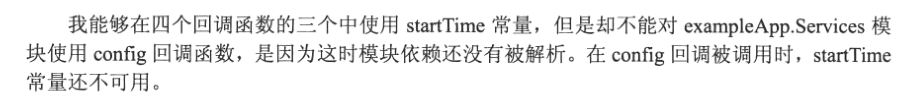 我能够在四个回调函数的三个中使用 startTime 常量，但是却不能对 exampleApp.Services 模
块使用 config 回调函数，是因为这时模块依赖还没有被解析。在 config 回调被调用时，startTime
常量还不可用。